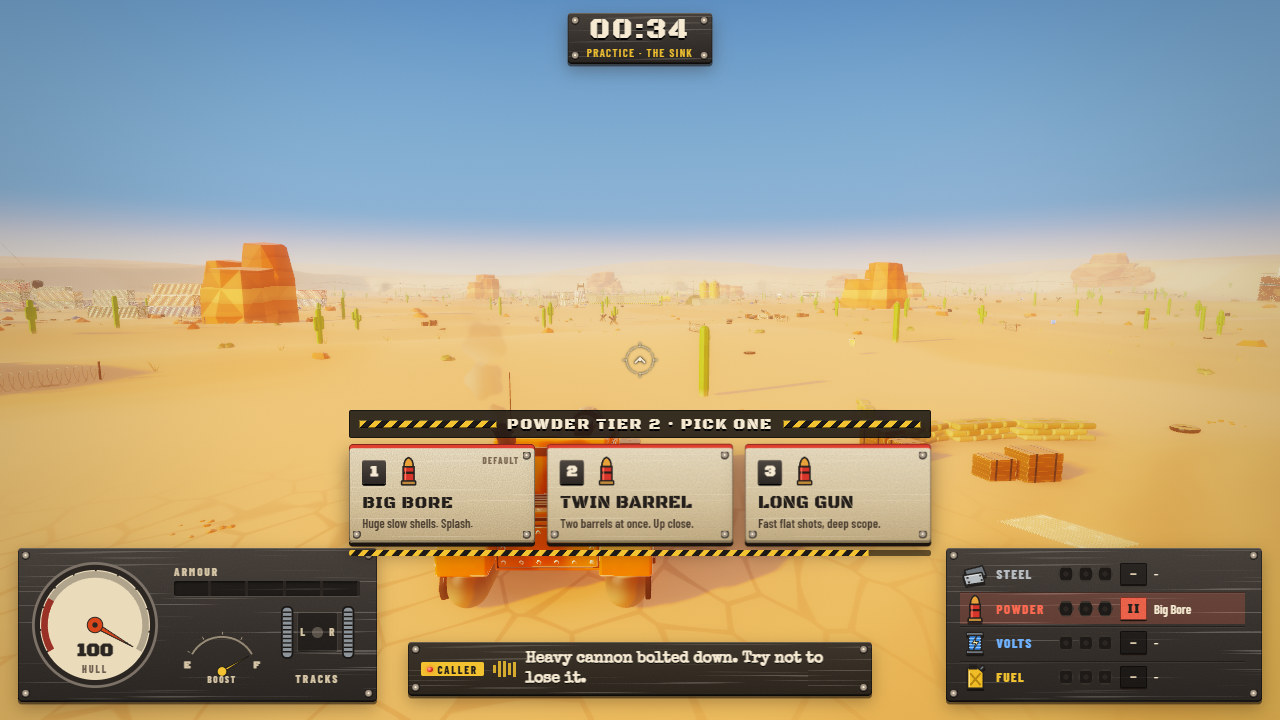 00:34
PRACTICE · THE SINK
POWDER TIER 2 · PICK ONE
1
DEFAULT
BIG BORE
Huge slow shells. Splash.
2
TWIN BARREL
Two barrels at once. Up close.
3
LONG GUN
Fast flat shots, deep scope.
100
HULL
ARMOUR
E F
BOOST
L R
TRACKS
CALLER
Heavy cannon bolted down. Try not to
lose it.
STEEL - -
POWDER II Big Bore
VOLTS - -
FUEL - -